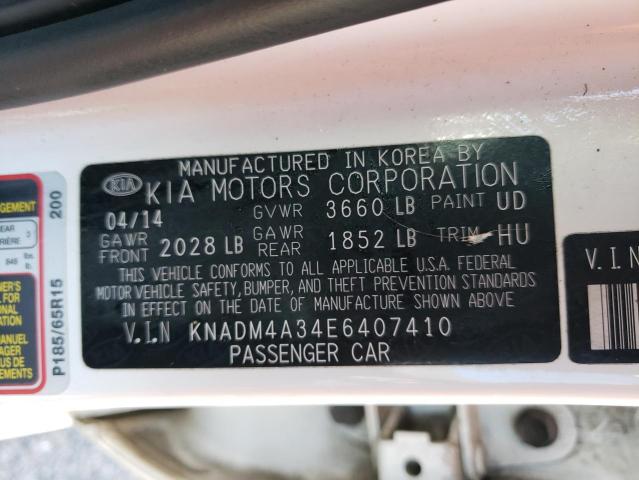 MANUFACTURED IN KOREA BY
KIA KIA MOTORS CORPORATION
04/14 GVWR 3660 LB PAINT UD
GAWR FRONT 2028 LB GAWR REAR 1852 LB TRIM HU
THIS VEHICLE CONFORMS TO ALL APPLICABLE U.S.A. FEDERAL
MOTOR VEHICLE SAFETY, BUMPER, AND THEFT PREVENTION STANDARDS
IN EFFECT ON THE DATE OF MANUFACTURE SHOWN ABOVE.
V.I.N KNADM4A34E6407410
PASSENGER CAR
P185/65R15 200
V.I.N